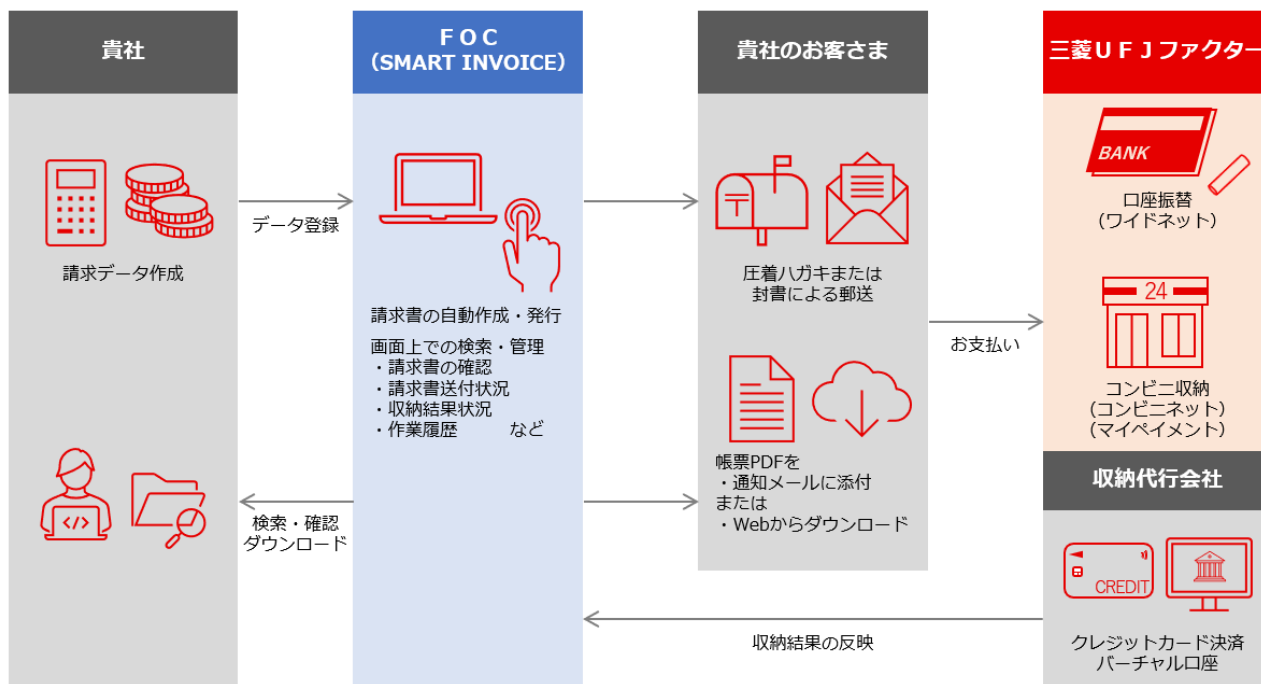 貴社
請求データ作成
データ登録
検索・確認
ダウンロード
ＦＯＣ
（SMART INVOICE）
請求書の自動作成・発行
画面上での検索・管理
・請求書の確認
・請求書送付状況
・収納結果状況
・作業履歴　　など
貴社のお客さま
〒
圧着ハガキまたは
封書による郵送
帳票PDFを
・通知メールに添付
または
・Webからダウンロード
お支払い
三菱ＵＦＪファクター
BANK
口座振替
（ワイドネット）
24
コンビニ収納
（コンビニネット）
（マイペイメント）
収納代行会社
CREDIT
クレジットカード決済
バーチャル口座
収納結果の反映